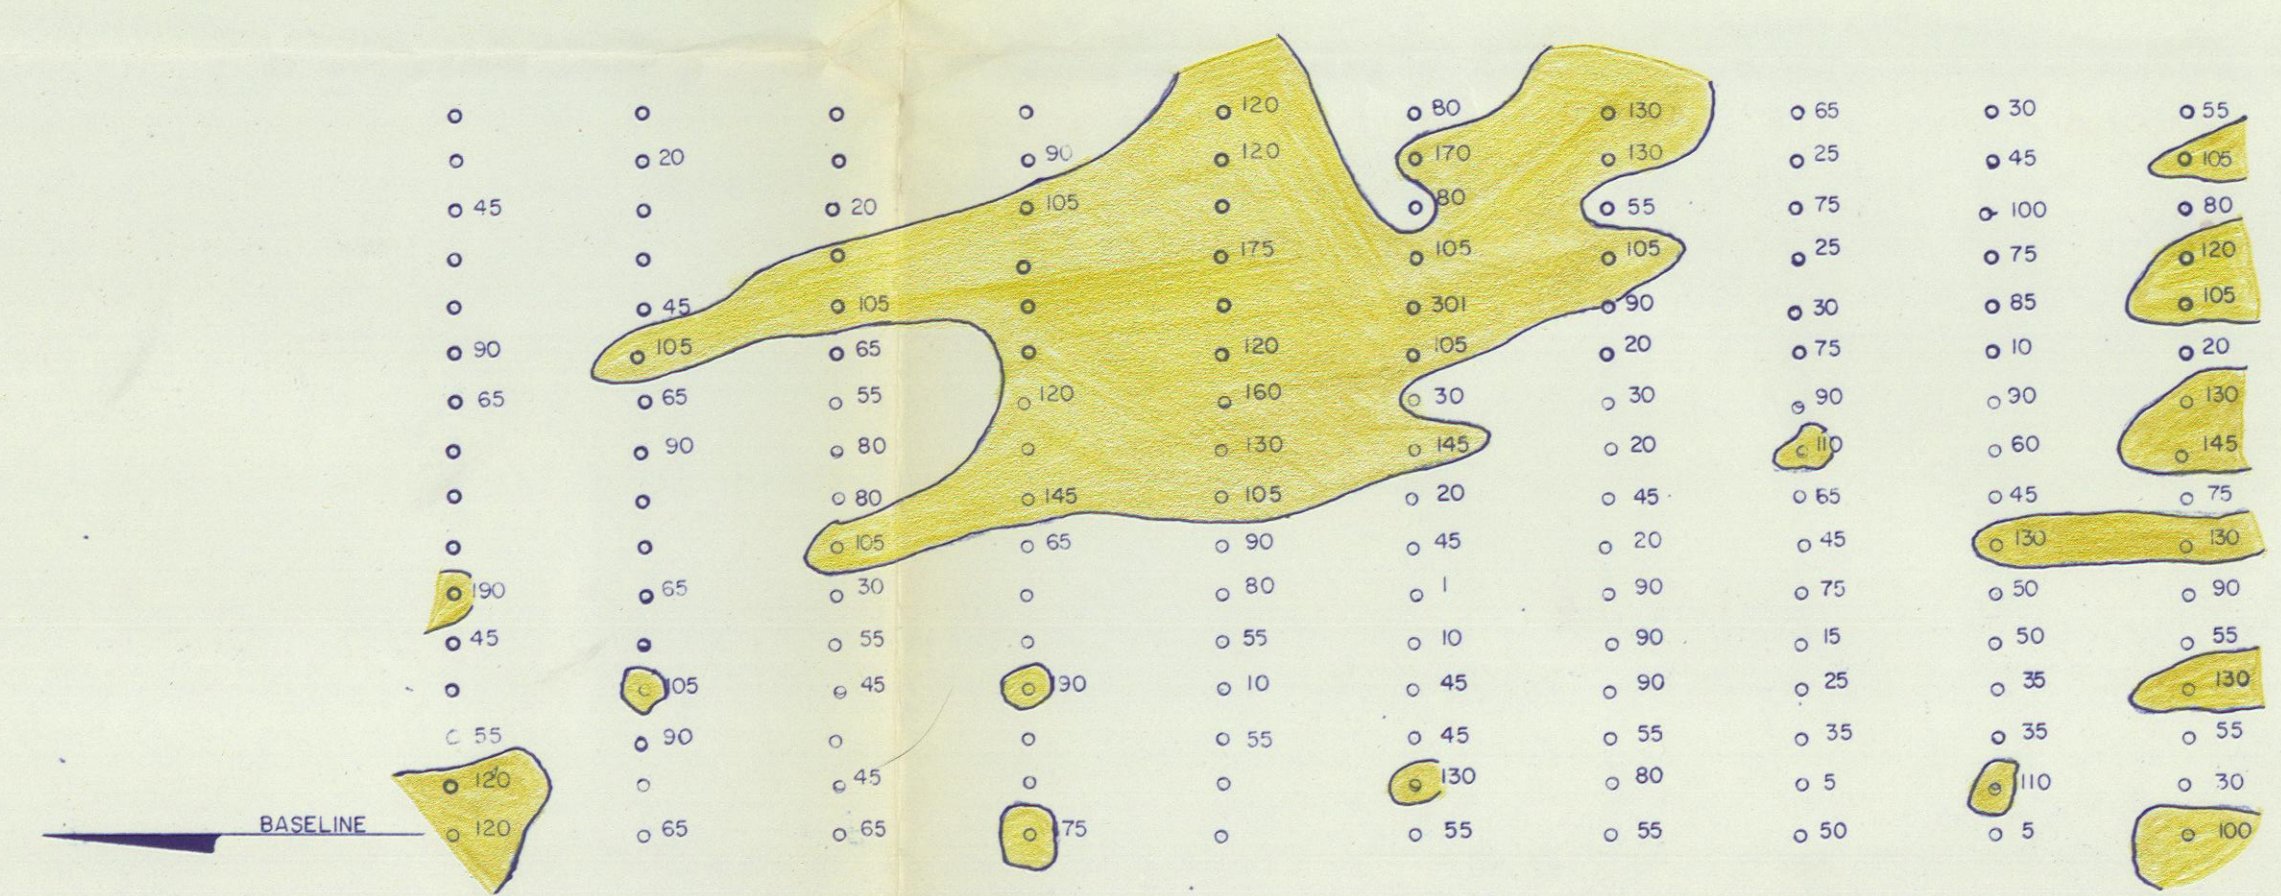 120 80 130 65 30 55
20 90 120 170 130 25 45 105
45 20 105 80 55 75 100 80
175 105 105 25 75 120
45 105 301 90 30 85 105
90 105 65 120 105 20 75 10 20
65 65 55 120 160 30 30 90 90 130
90 80 130 145 20 110 60 145
80 145 105 20 45 65 45 75
105 65 90 45 20 45 130 130
190 65 30 80 1 90 75 50 90
45 55 55 10 90 15 50 55
105 45 90 10 45 90 25 35 130
55 90 55 45 55 35 35 55
120 45 130 80 5 110 30
BASELINE 120 65 65 75 55 55 50 5 100